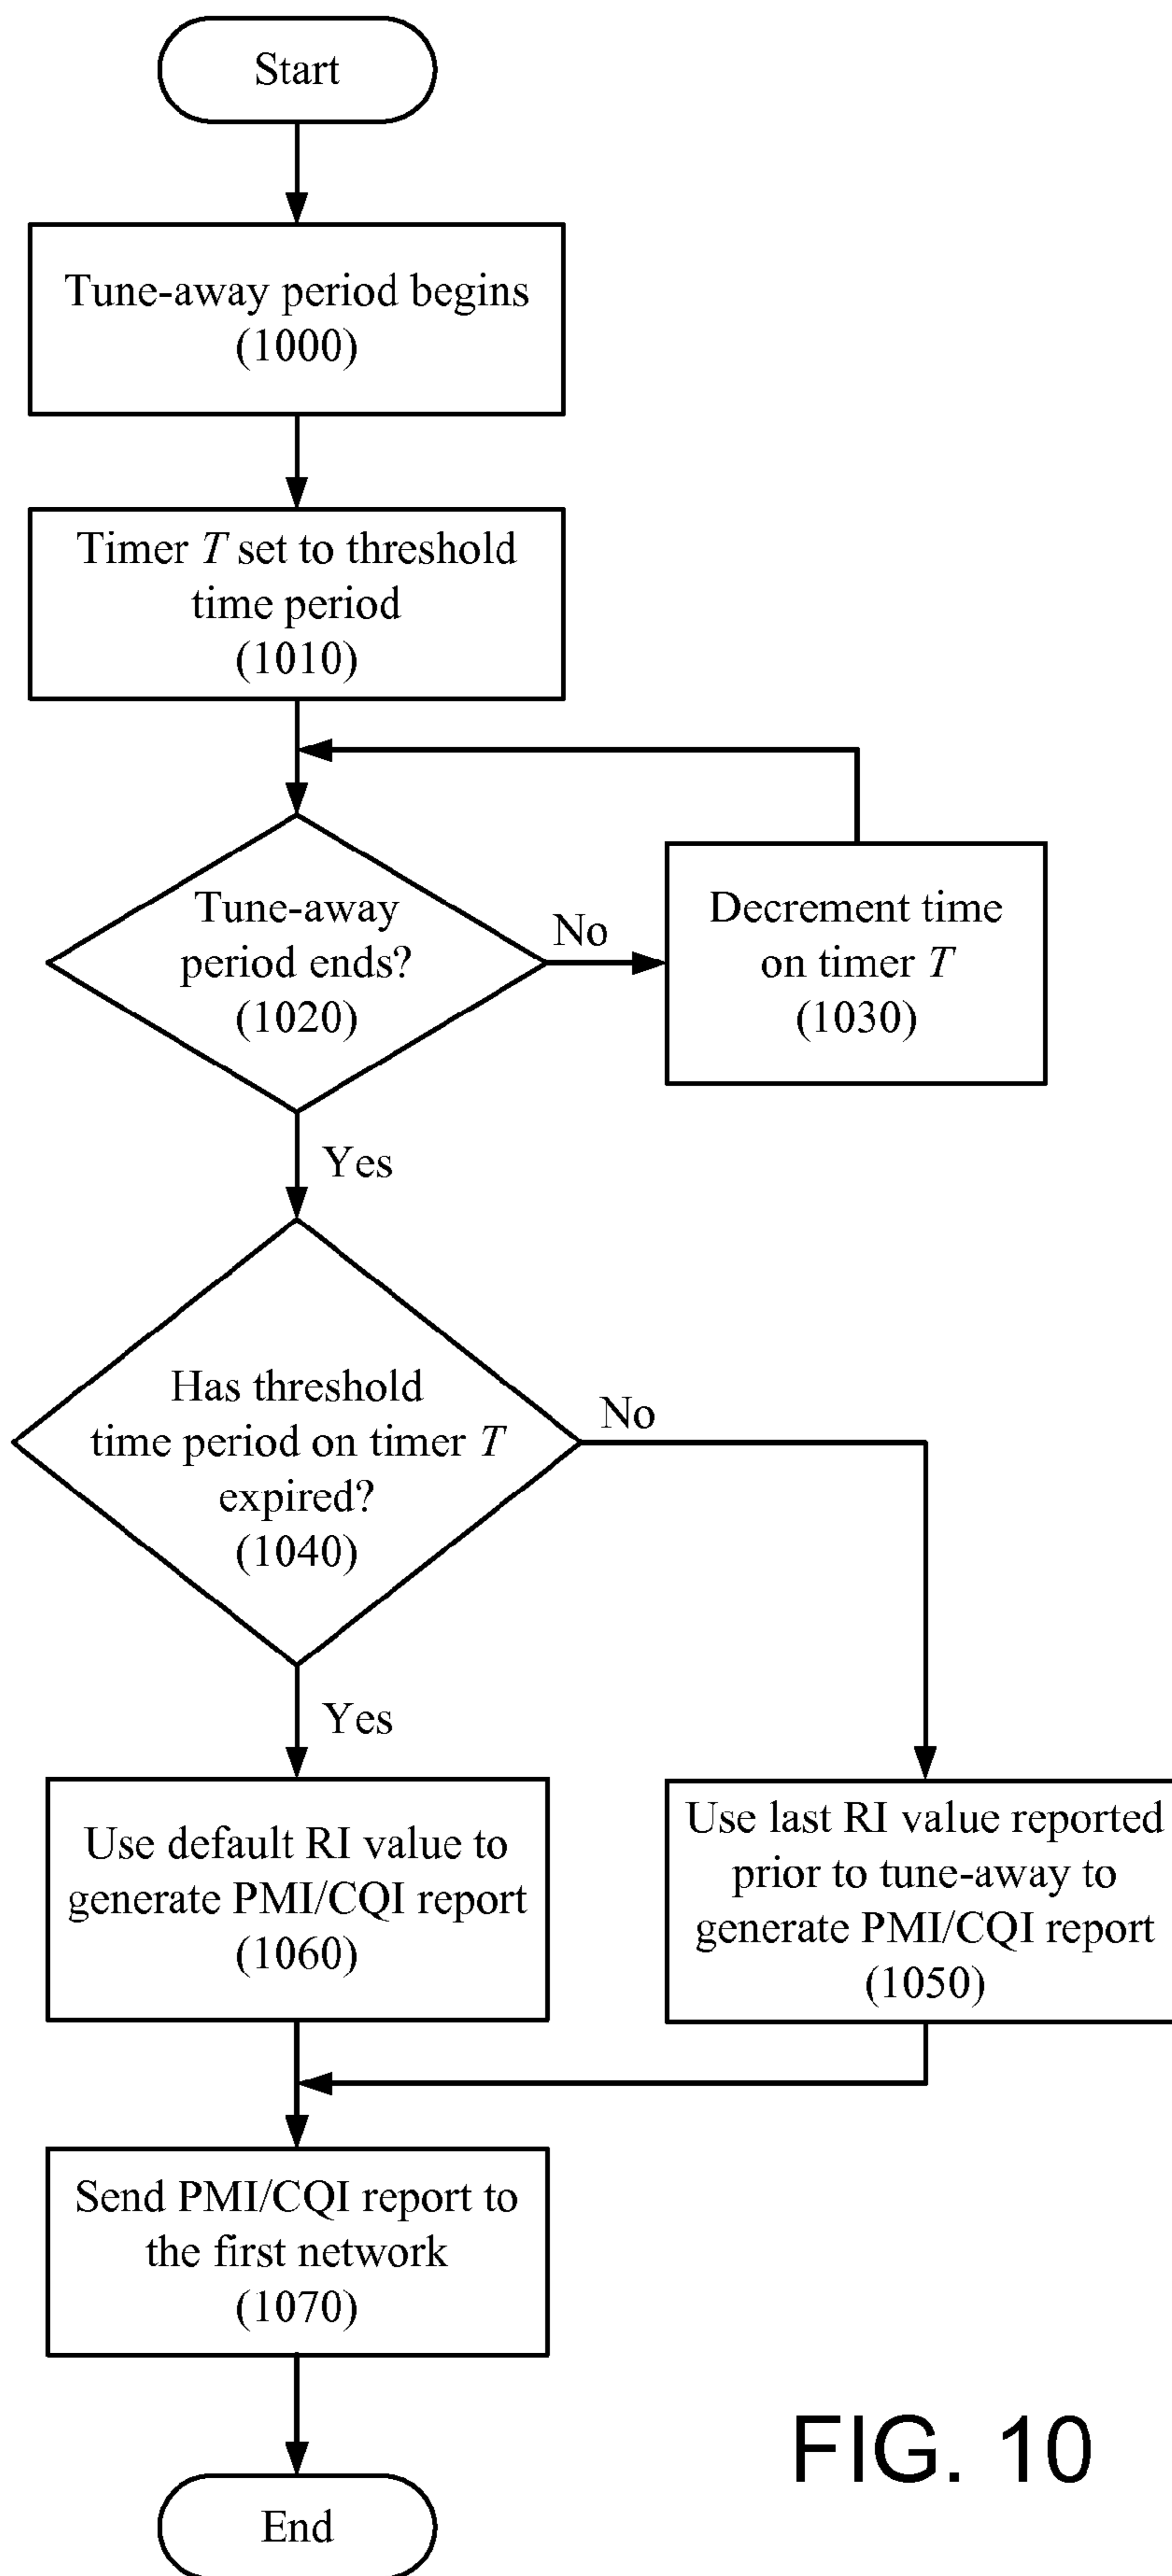 Start
Tune-away period begins
(1000)
Timer T set to threshold
time period
(1010)
Tune-away
period ends?
(1020)
No
Decrement time
on timer T
(1030)
Yes
Has threshold
time period on timer T
expired?
(1040)
No
Yes
Use default RI value to
generate PMI/CQI report
(1060)
Use last RI value reported
prior to tune-away to
generate PMI/CQI report
(1050)
Send PMI/CQI report to
the first network
(1070)
End
FIG. 10